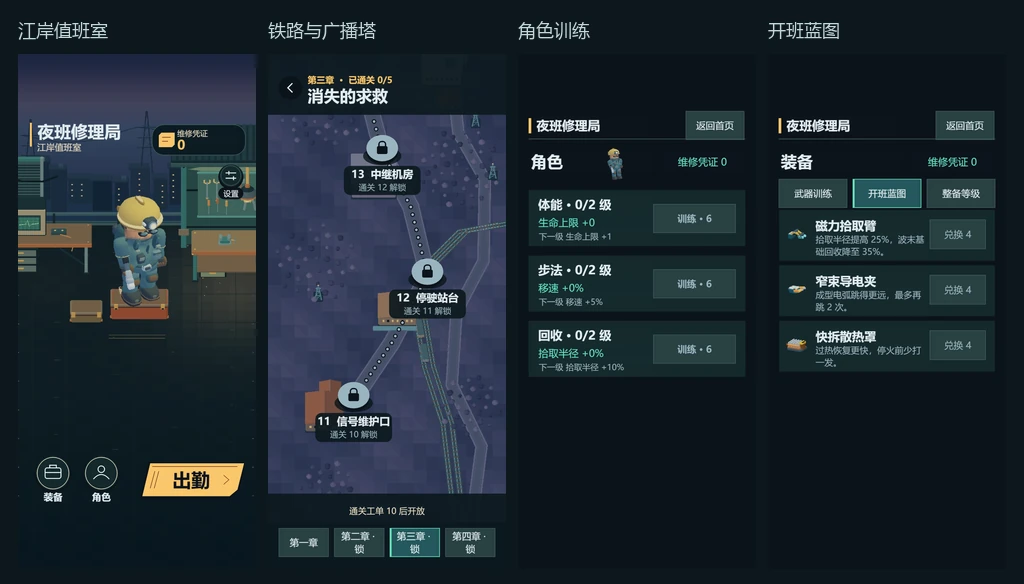 江岸值班室
夜班修理局
江岸值班室
维修凭证
0
设置
装备
角色
出勤
铁路与广播塔
第三章 · 已通关 0/5
消失的求救
13 中继机房
通关 12 解锁
12 停驶站台
通关 11 解锁
11 信号维护口
通关 10 解锁
通关工单 10 后开放
第一章
第二章 ·
锁
第三章 ·
锁
第四章 ·
锁
角色训练
夜班修理局
返回首页
角色
维修凭证 0
体能 · 0/2 级
生命上限 +0
下一级 生命上限 +1
训练 · 6
步法 · 0/2 级
移速 +0%
下一级 移速 +5%
训练 · 6
回收 · 0/2 级
拾取半径 +0%
下一级 拾取半径 +10%
训练 · 6
开班蓝图
夜班修理局
返回首页
装备
维修凭证 0
武器训练
开班蓝图
整备等级
磁力拾取臂
拾取半径提高 25%，波末基
础回收降至 35%。
兑换 4
窄束导电夹
成型电弧跳得更远，最多再
跳 2 次。
兑换 4
快拆散热罩
过热恢复更快，停火前少打
一发。
兑换 4